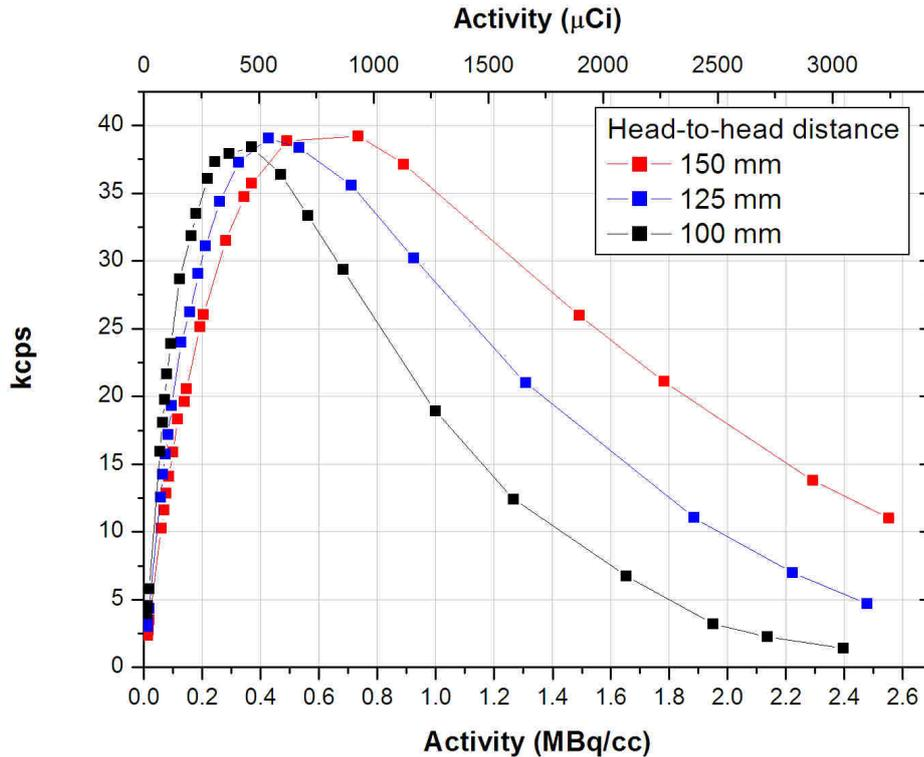 Activity (μCi)
0 500 1000 1500 2000 2500 3000
Head-to-head distance
150 mm
125 mm
100 mm
kcps
40
35
30
25
20
15
10
5
0
0.0 0.2 0.4 0.6 0.8 1.0 1.2 1.4 1.6 1.8 2.0 2.2 2.4 2.6
Activity (MBq/cc)